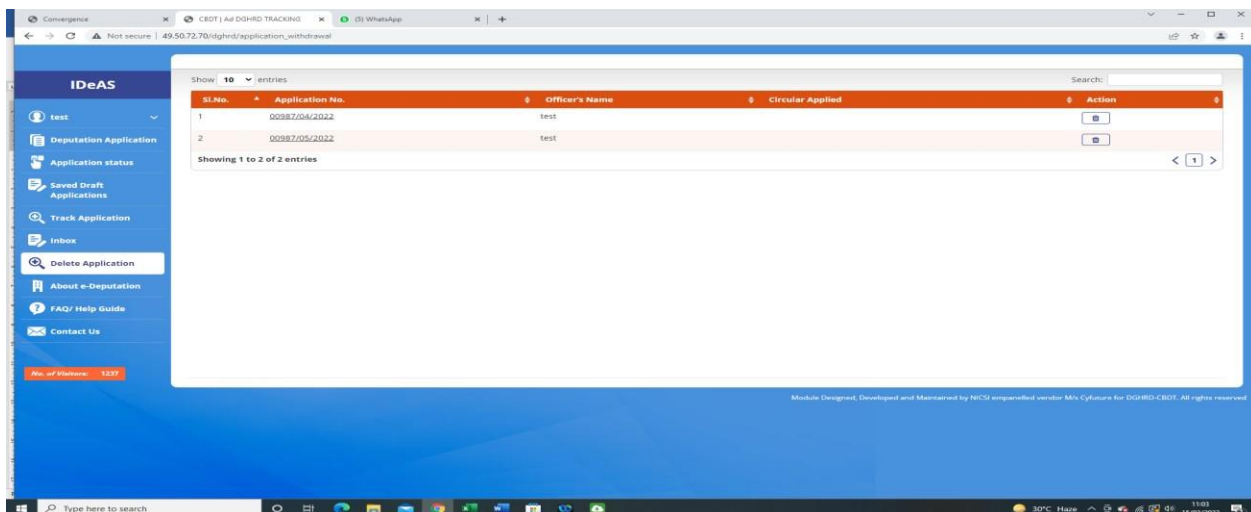 Convergence
CBDT | Ad DGHRD TRACKING
(5) WhatsApp
Not secure | 49.50.72.70/dghrd/application_withdrawal
IDeAS
test
Deputation Application
Application status
Saved Draft
Applications
Track Application
Inbox
Delete Application
About e-Deputation
FAQ/ Help Guide
Contact Us
No. of Visitors: 1237
Show 10 entries
Search:
Sl.No. Application No. Officer's Name Circular Applied Action
1 00987/04/2022 test
2 00987/05/2022 test
Showing 1 to 2 of 2 entries
< 1 >
Module Designed, Developed and Maintained by NICSI empanelled vendor M/s Cyfuture for DGHRD-CBDT. All rights reserved
Type here to search
30°C Haze
11:03